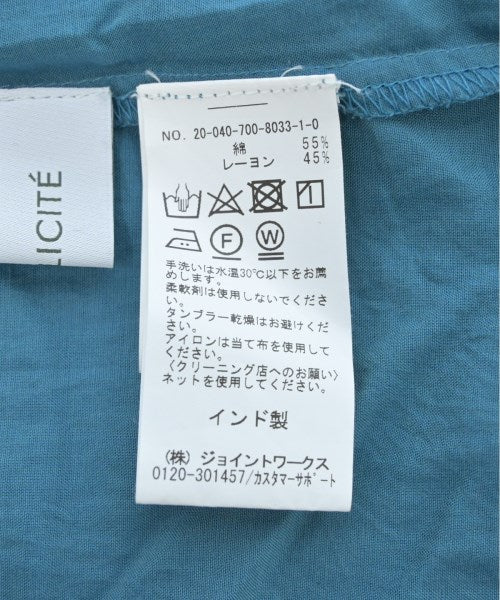 LICITÉ
NO. 20-040-700-8033-1-0
綿 55%
レーヨン 45%
F W
手洗いは水温30℃以下をお薦
めします。
柔軟剤は使用しないでくださ
い。
タンブラー乾燥はお避けくだ
さい。
アイロンは当て布を使用して
ください。
〈クリーニング店へのお願い〉
ネットを使用してください。
インド製
(株) ジョイントワークス
0120-301457/カスタマーサポート